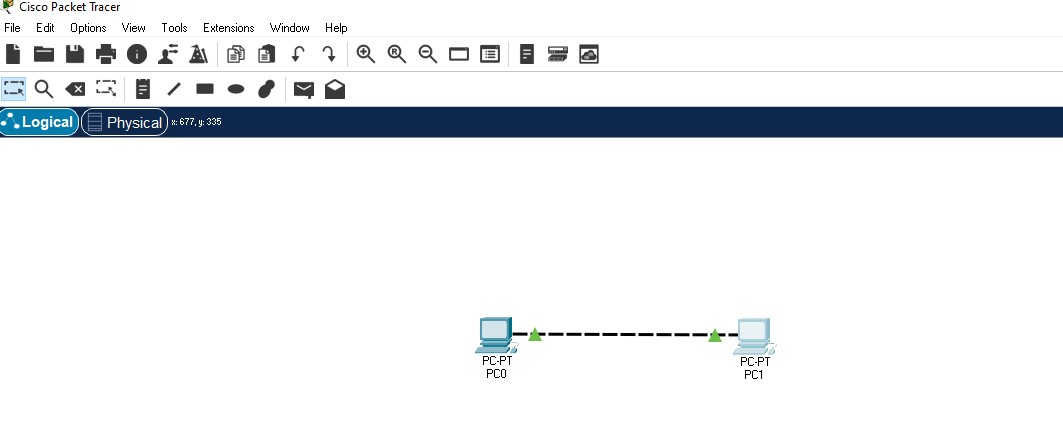 Cisco Packet Tracer
File Edit Options View Tools Extensions Window Help
Logical Physical x: 677, y: 335
PC-PT PC-PT
PC0 PC1